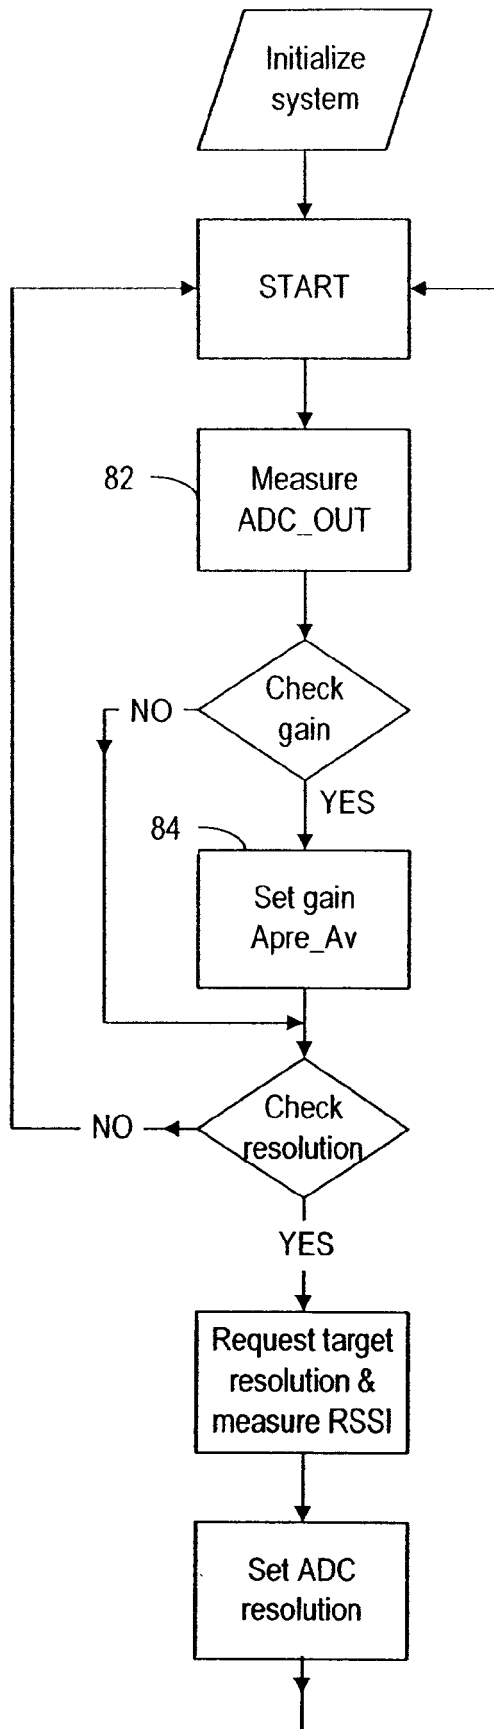 Initialize
system
START
82
Measure
ADC_OUT
Check
gain
NO
YES
84
Set gain
Apre_Av
Check
resolution
NO
YES
Request target
resolution &
measure RSSI
Set ADC
resolution